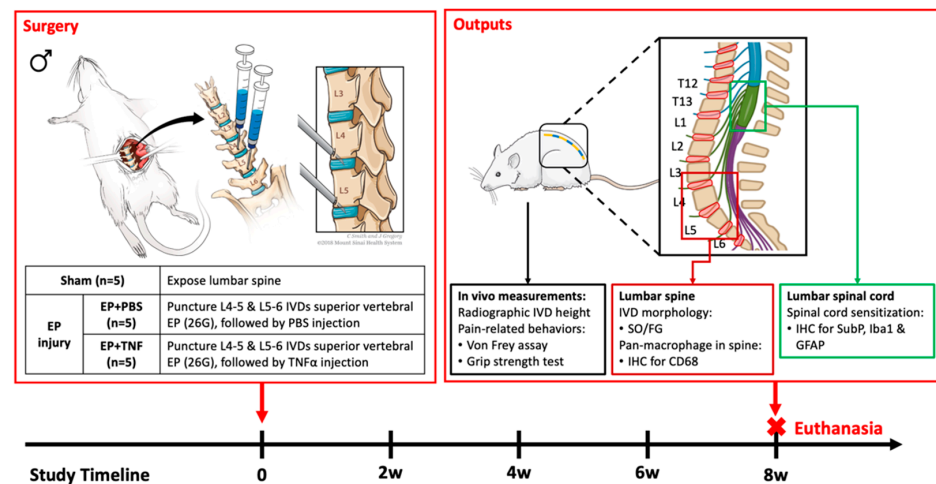 Surgery
L3
L4
L5
L6
C Smith and J Gregory
©2018 Mount Sinai Health System
Sham (n=5) Expose lumbar spine
EP injury
EP+PBS (n=5)
Puncture L4-5 & L5-6 IVDs superior vertebral
EP (26G), followed by PBS injection
EP+TNF (n=5)
Puncture L4-5 & L5-6 IVDs superior vertebral
EP (26G), followed by TNFα injection
Outputs
T12
T13
L1
L2
L3
L4
L5
L6
In vivo measurements:
Radiographic IVD height
Pain-related behaviors:
• Von Frey assay
• Grip strength test
Lumbar spine
IVD morphology:
• SO/FG
Pan-macrophage in spine:
• IHC for CD68
Lumbar spinal cord
Spinal cord sensitization:
• IHC for SubP, Iba1 &
GFAP
Euthanasia
Study Timeline 0 2w 4w 6w 8w